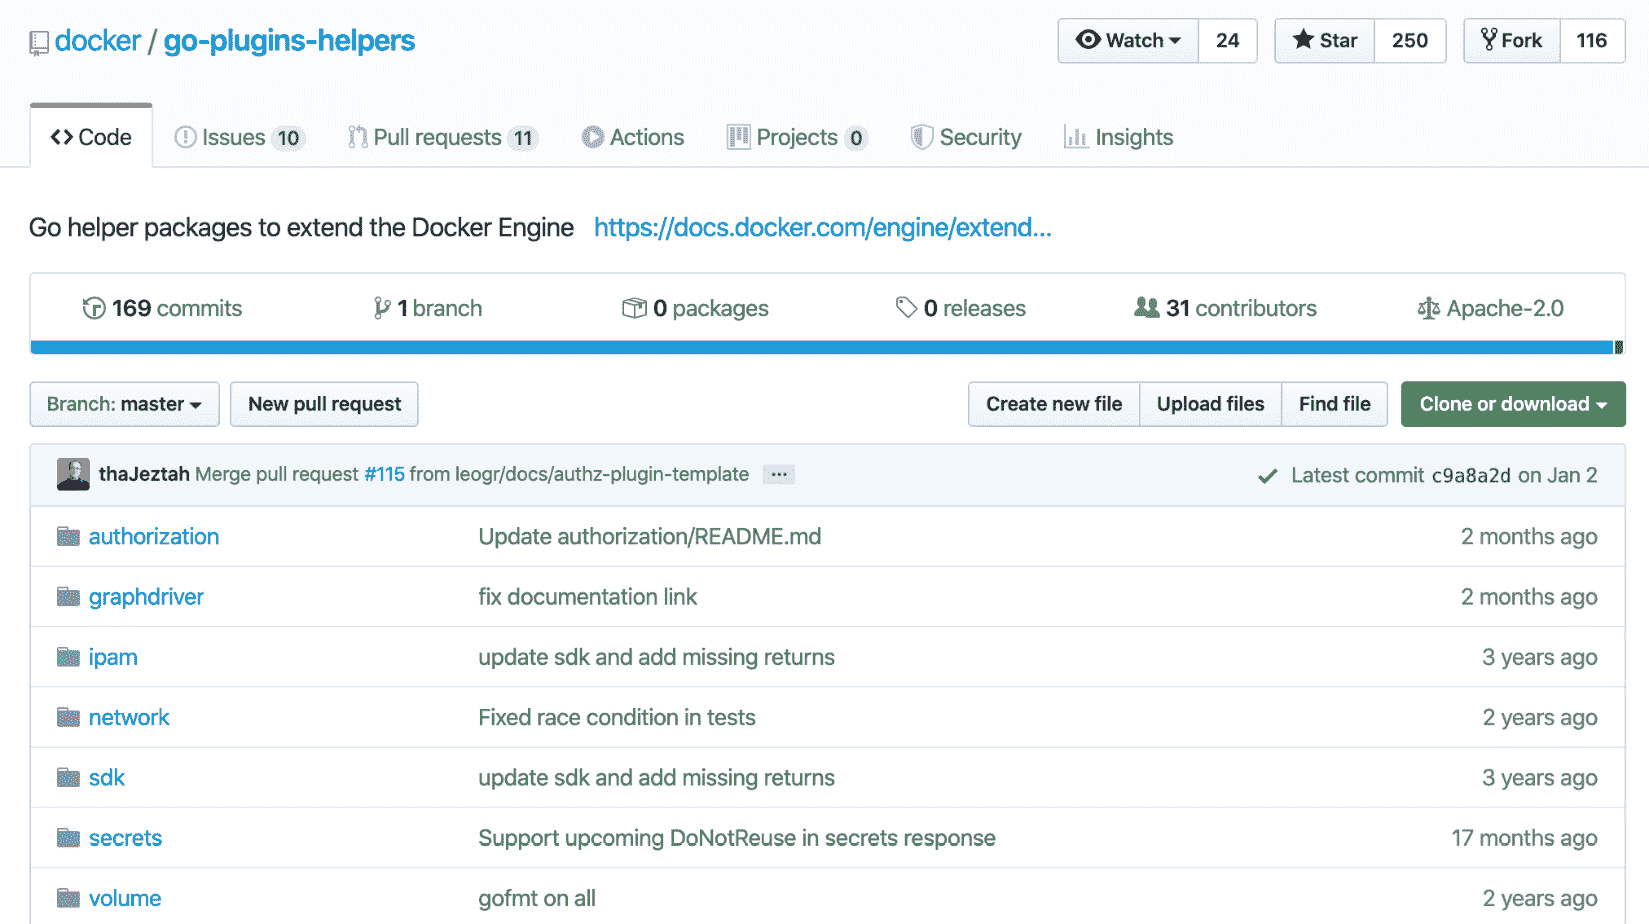 docker / go-plugins-helpers Watch 24 Star 250 Fork 116
Code Issues 10 Pull requests 11 Actions Projects 0 Security Insights
Go helper packages to extend the Docker Engine https://docs.docker.com/engine/extend...
169 commits 1 branch 0 packages 0 releases 31 contributors Apache-2.0
Branch: master New pull request Create new file Upload files Find file Clone or download
thaJeztah Merge pull request #115 from leogr/docs/authz-plugin-template ... Latest commit c9a8a2d on Jan 2
authorization Update authorization/README.md 2 months ago
graphdriver fix documentation link 2 months ago
ipam update sdk and add missing returns 3 years ago
network Fixed race condition in tests 2 years ago
sdk update sdk and add missing returns 3 years ago
secrets Support upcoming DoNotReuse in secrets response 17 months ago
volume gofmt on all 2 years ago